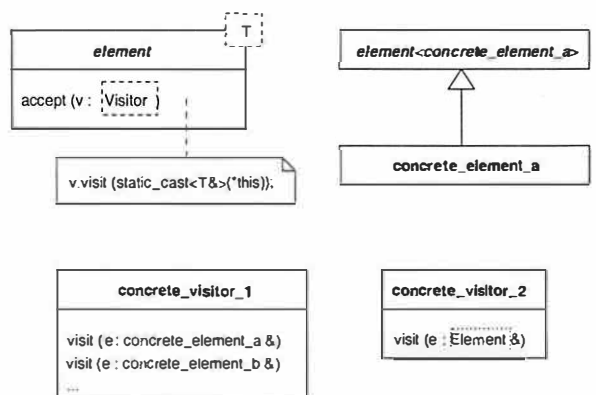 T
element
element<concrete_element_a>
accept (v : Visitor )
concrete_element_a
v.visit (static_cast<T&>(*this));
concrete_visitor_1
concrete_visitor_2
visit (e : concrete_element_a &)
visit (e : Element &)
visit (e : concrete_element_b &)
...